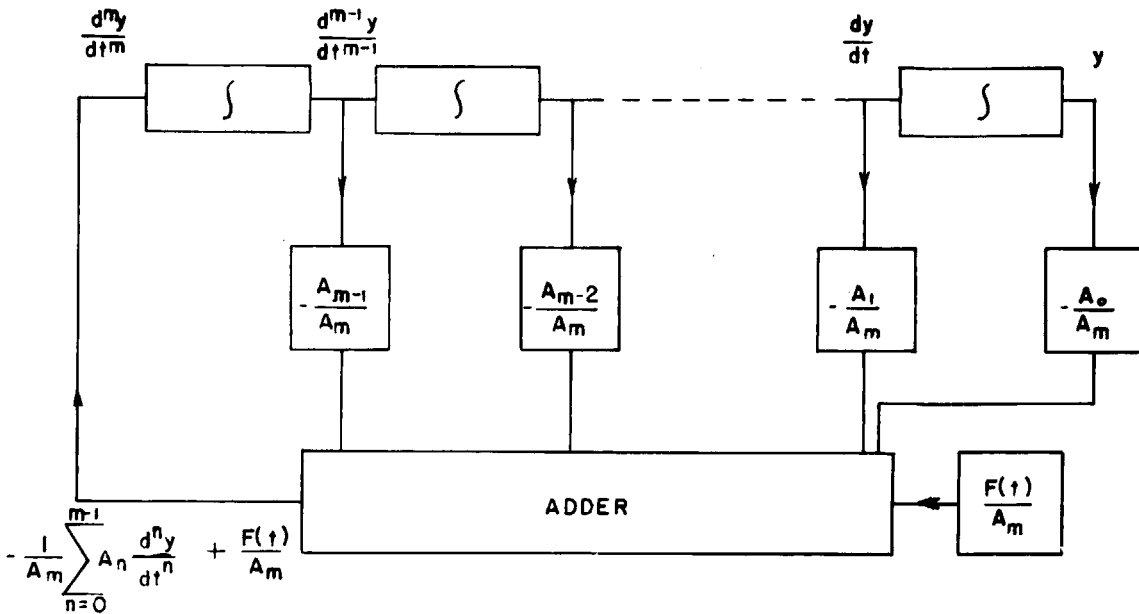 d^m y / dt^m
d^(m-1) y / dt^(m-1)
dy / dt
y
∫
∫
∫
- A_(m-1) / A_m
- A_(m-2) / A_m
- A_1 / A_m
- A_0 / A_m
ADDER
F(t) / A_m
- 1/A_m ∑_(n=0)^(m-1) A_n d^n y / dt^n + F(t) / A_m